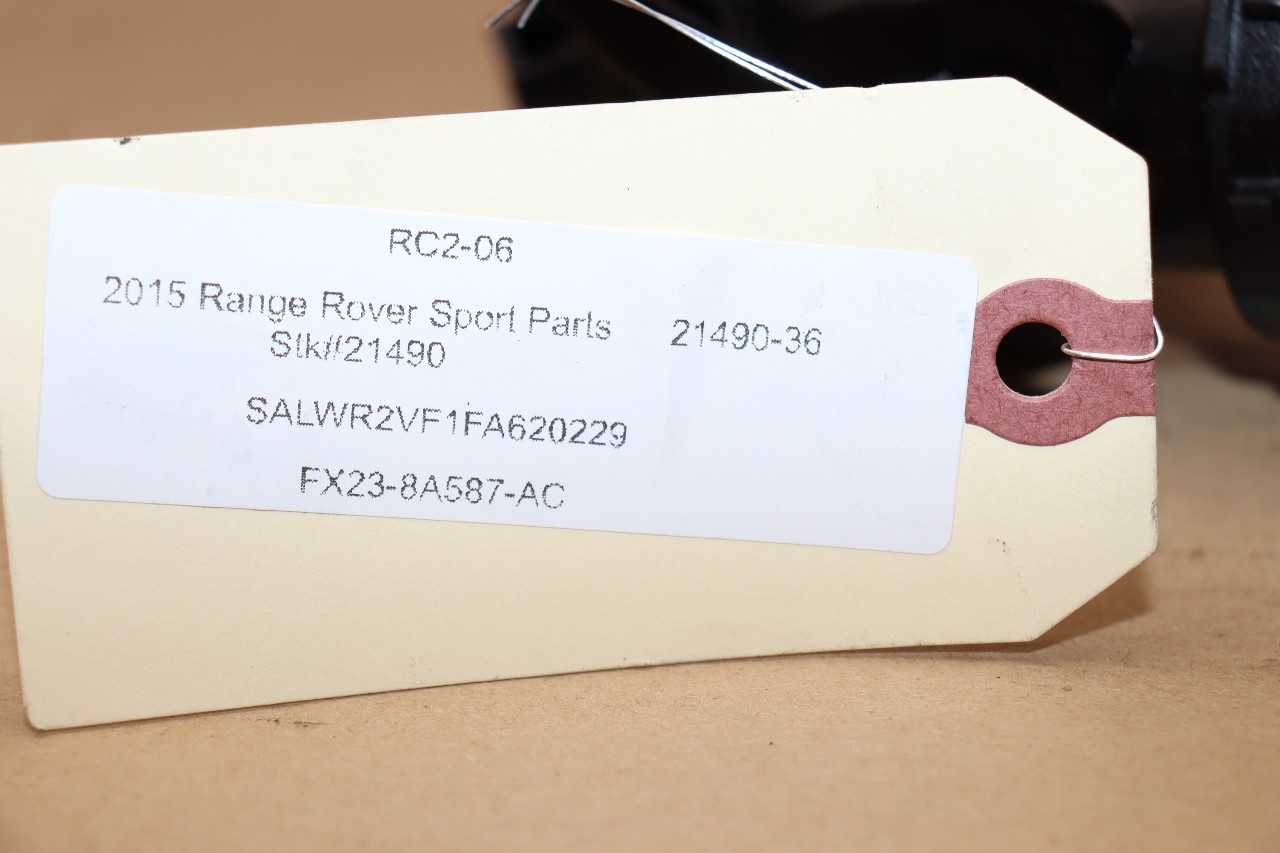 RC2-06
2015 Range Rover Sport Parts 21490-36
Stk#21490
SALWR2VF1FA620229
FX23-8A587-AC